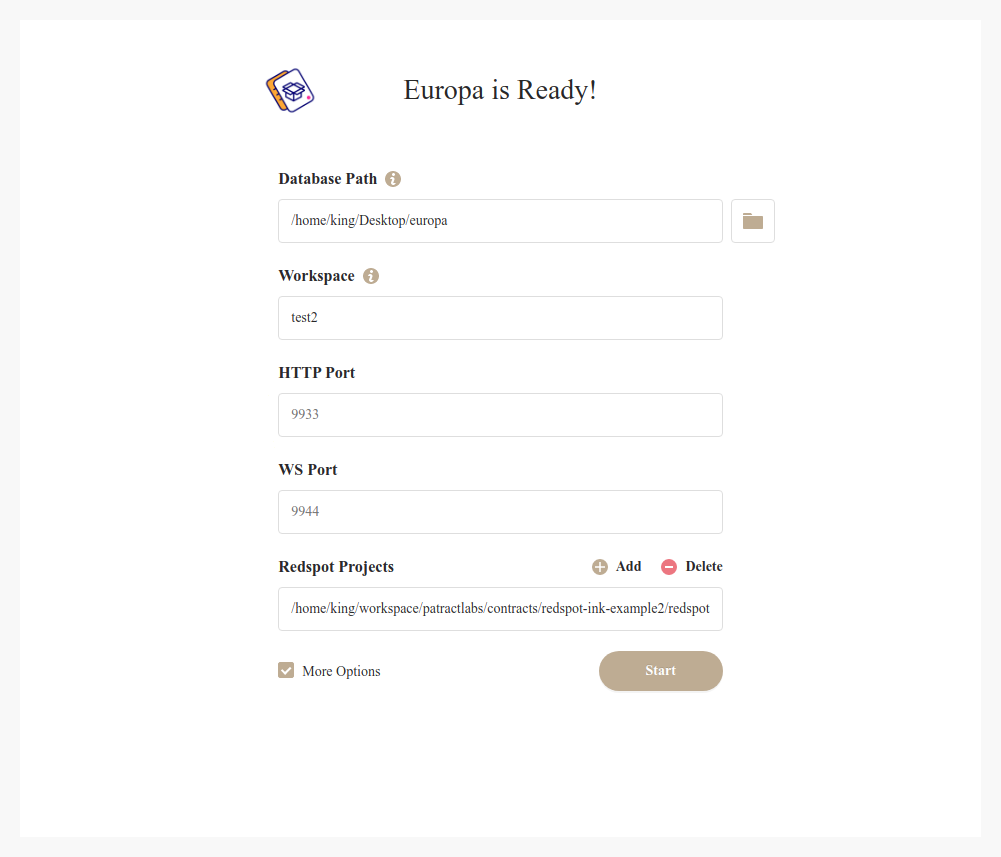 Europa is Ready!
Database Path
/home/king/Desktop/europa
Workspace
test2
HTTP Port
9933
WS Port
9944
Redspot Projects Add Delete
/home/king/workspace/patractlabs/contracts/redspot-ink-example2/redspot
More Options Start